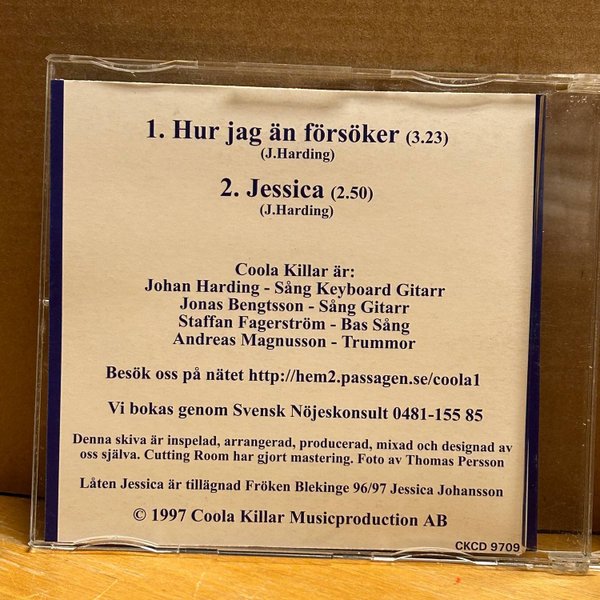 1. Hur jag än försöker (3.23)
(J.Harding)
2. Jessica (2.50)
(J.Harding)
Coola Killar är:
Johan Harding - Sång Keyboard Gitarr
Jonas Bengtsson - Sång Gitarr
Staffan Fagerström - Bas Sång
Andreas Magnusson - Trummor
Besök oss på nätet http://hem2.passagen.se/coola1
Vi bokas genom Svensk Nöjeskonsult 0481-155 85
Denna skiva är inspelad, arrangerad, producerad, mixad och designad av
oss själva. Cutting Room har gjort mastering. Foto av Thomas Persson
Låten Jessica är tillägnad Fröken Blekinge 96/97 Jessica Johansson
© 1997 Coola Killar Musicproduction AB
CKCD 9709